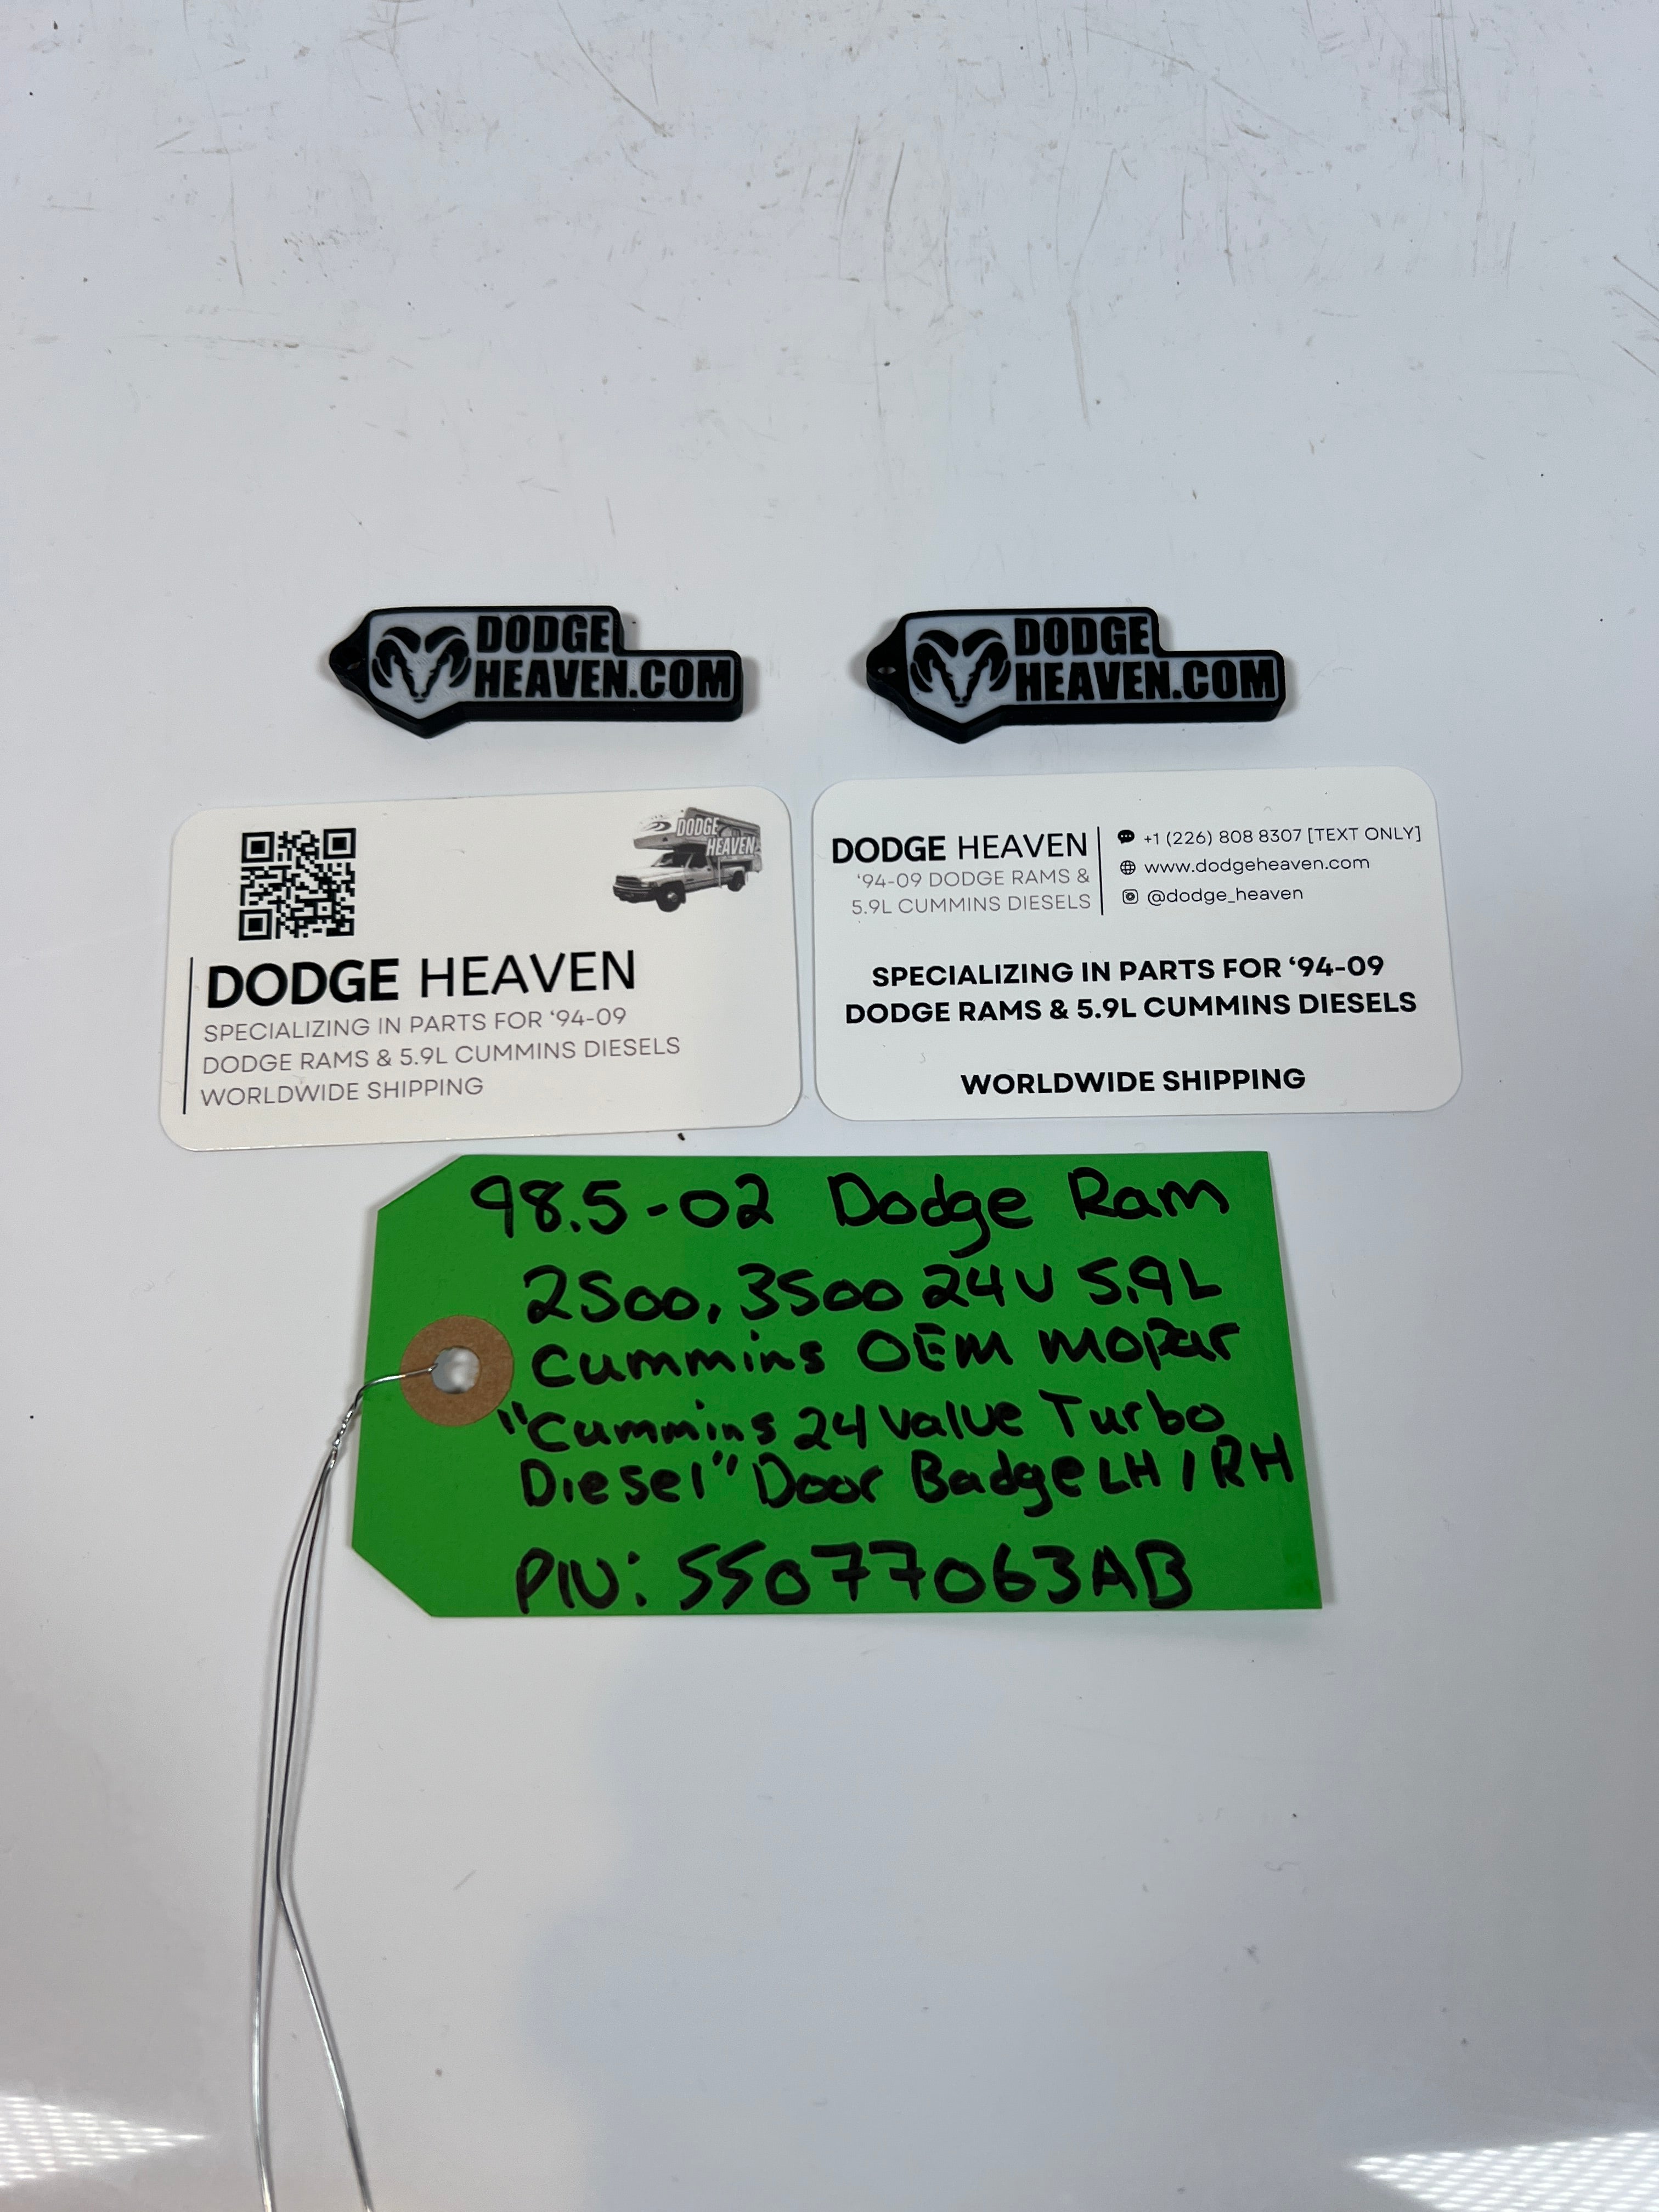 DODGE
HEAVEN.COM
DODGE
HEAVEN.COM
DODGE
HEAVEN
DODGE HEAVEN
SPECIALIZING IN PARTS FOR ‘94-09
DODGE RAMS & 5.9L CUMMINS DIESELS
WORLDWIDE SHIPPING
DODGE HEAVEN
‘94-09 DODGE RAMS &
5.9L CUMMINS DIESELS
+1 (226) 808 8307 [TEXT ONLY]
www.dodgeheaven.com
@dodge_heaven
SPECIALIZING IN PARTS FOR ‘94-09
DODGE RAMS & 5.9L CUMMINS DIESELS
WORLDWIDE SHIPPING
98.5-02 Dodge Ram
2500, 3500 24V 5.9L
Cummins OEM Mopar
"Cummins 24 Valve Turbo
Diesel" Door Badge LH/RH
P/N: 55077063AB